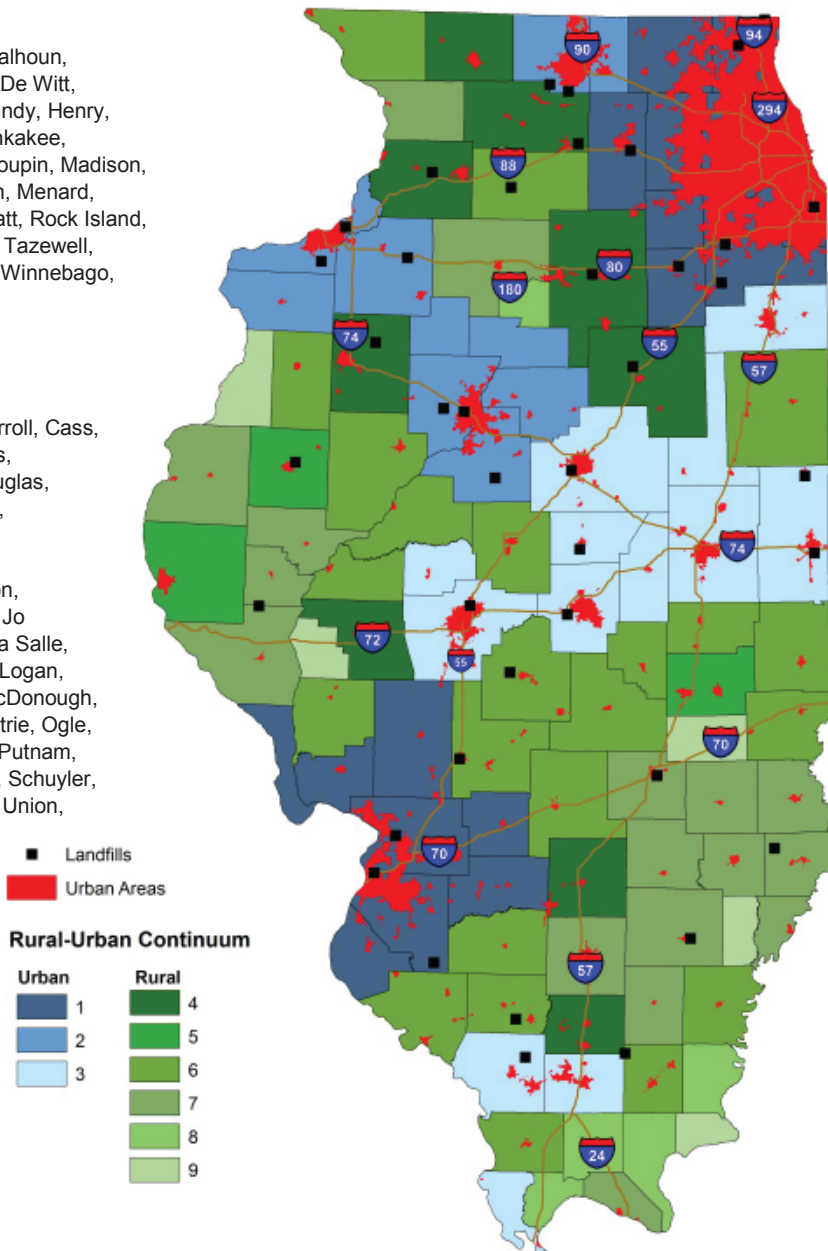 alhoun,
De Witt,
ndy, Henry,
nkakee,
oupin, Madison,
n, Menard,
att, Rock Island,
Tazewell,
Winnebago,
rroll, Cass,
s,
uglas,
,
on,
Jo
a Salle,
Logan,
cDonough,
trie, Ogle,
Putnam,
, Schuyler,
Union,
90
94
294
88
80
180
74
55
57
74
72
55
70
70
57
24
Landfills
Urban Areas
Rural-Urban Continuum
Urban
1
2
3
Rural
4
5
6
7
8
9